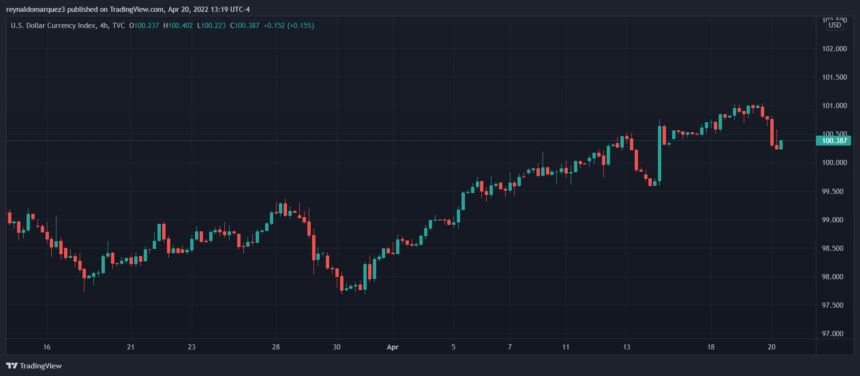 reynaldomarquez3 published on TradingView.com, Apr 20, 2022 13:19 UTC-4
U.S. Dollar Currency Index, 4h, TVC O100.237 H100.402 L100.223 C100.387 +0.152 (+0.15%)
USD
102.000
101.500
101.000
100.500
100.387
100.000
99.500
99.000
98.500
98.000
97.500
97.000
16 21 23 28 30 Apr 5 7 11 13 18 20
TradingView